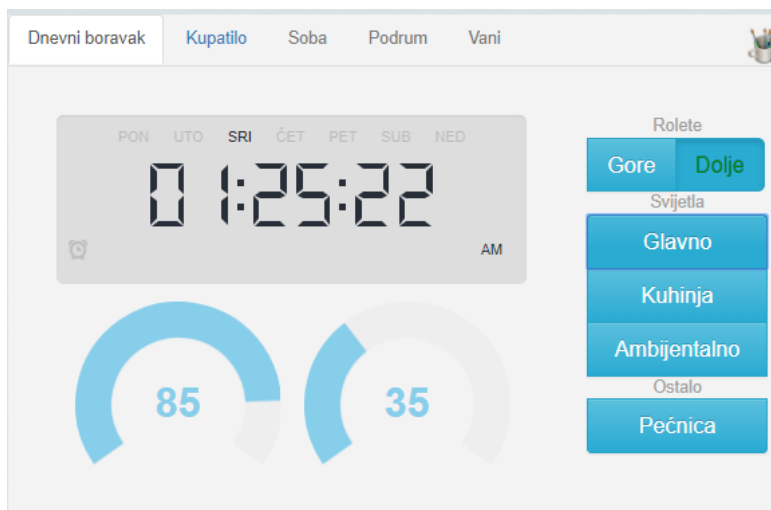 Dnevni boravak Kupatilo Soba Podrum Vani
PON UTO SRI ČET PET SUB NED
01:25:22
AM
85 35
Rolete
Gore Dolje
Svijetla
Glavno
Kuhinja
Ambijentalno
Ostalo
Pećnica